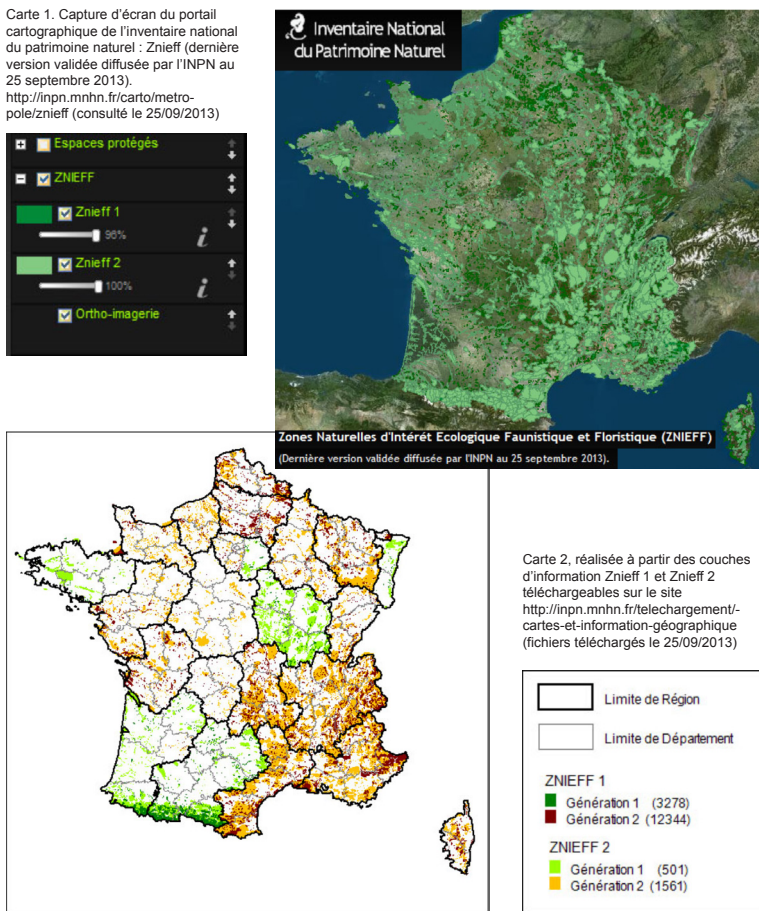 Carte 1. Capture d'écran du portail
cartographique de l'inventaire national
du patrimoine naturel : Znieff (dernière
version validée diffusée par l'INPN au
25 septembre 2013).
http://inpn.mnhn.fr/carto/metro-
pole/znieff (consulté le 25/09/2013)
Espaces protégés
ZNIEFF
Znieff 1
96%
i
Znieff 2
100%
i
Ortho-imagerie
Inventaire National
du Patrimoine Naturel
Zones Naturelles d'Intérêt Ecologique Faunistique et Floristique (ZNIEFF)
(Dernière version validée diffusée par l'INPN au 25 septembre 2013).
Carte 2, réalisée à partir des couches
d'information Znieff 1 et Znieff 2
téléchargeables sur le site
http://inpn.mnhn.fr/telechargement/-
cartes-et-information-géographique
(fichiers téléchargés le 25/09/2013)
Limite de Région
Limite de Département
ZNIEFF 1
Génération 1 (3278)
Génération 2 (12344)
ZNIEFF 2
Génération 1 (501)
Génération 2 (1561)